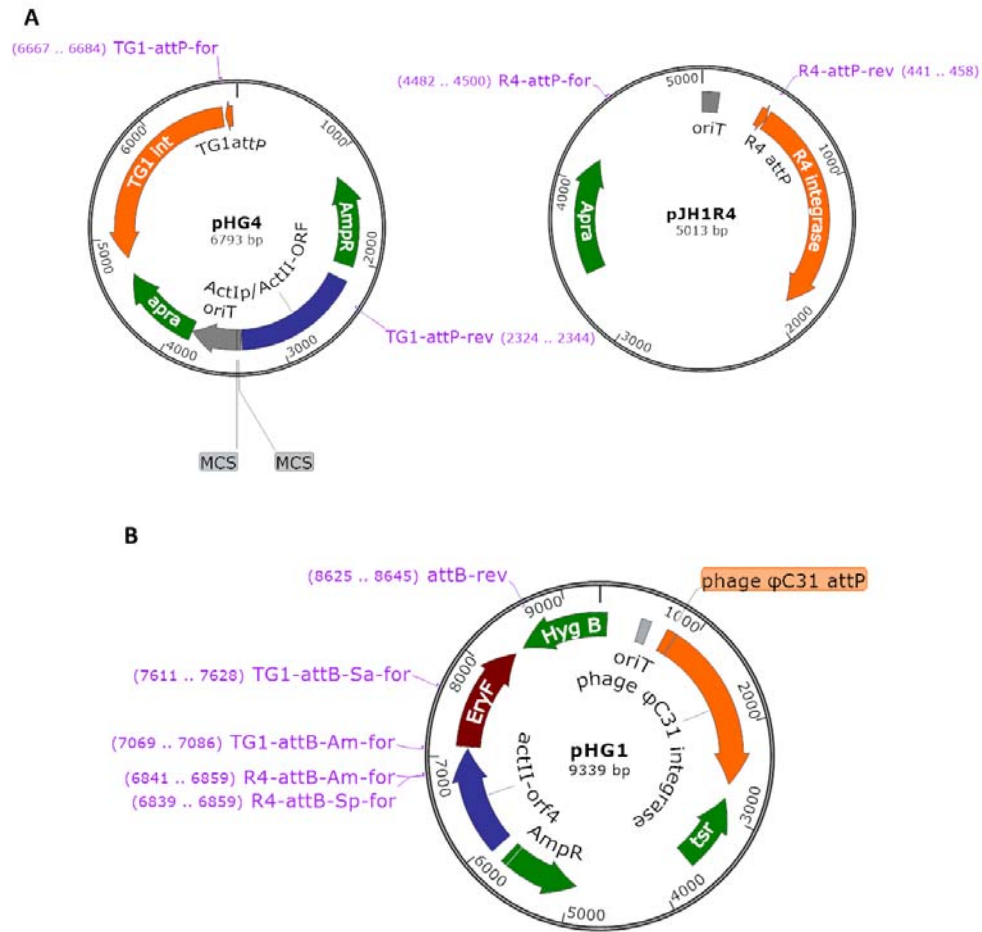 A
(6667 .. 6684) TG1-attP-for
6000
1000
TG1attP
TG1 int
pHG4
6793 bp
AmpR
2000
5000
ActIp/ActII-ORF
oriT
apra
4000
3000
TG1-attP-rev (2324 .. 2344)
MCS
MCS
(4482 .. 4500) R4-attP-for
5000
R4-attP-rev (441 .. 458)
oriT
R4 attP
R4 integrase
1000
4000
Apra
pJH1R4
5013 bp
3000
2000
B
(8625 .. 8645) attB-rev
phage φC31 attP
9000
1000
Hyg B
oriT
(7611 .. 7628) TG1-attB-Sa-for
8000
EryF
phage φC31 integrase
2000
(7069 .. 7086) TG1-attB-Am-for
7000
pHG1
9339 bp
(6841 .. 6859) R4-attB-Am-for
(6839 .. 6859) R4-attB-Sp-for
actII-orf4
3000
tsr
AmpR
6000
5000
4000